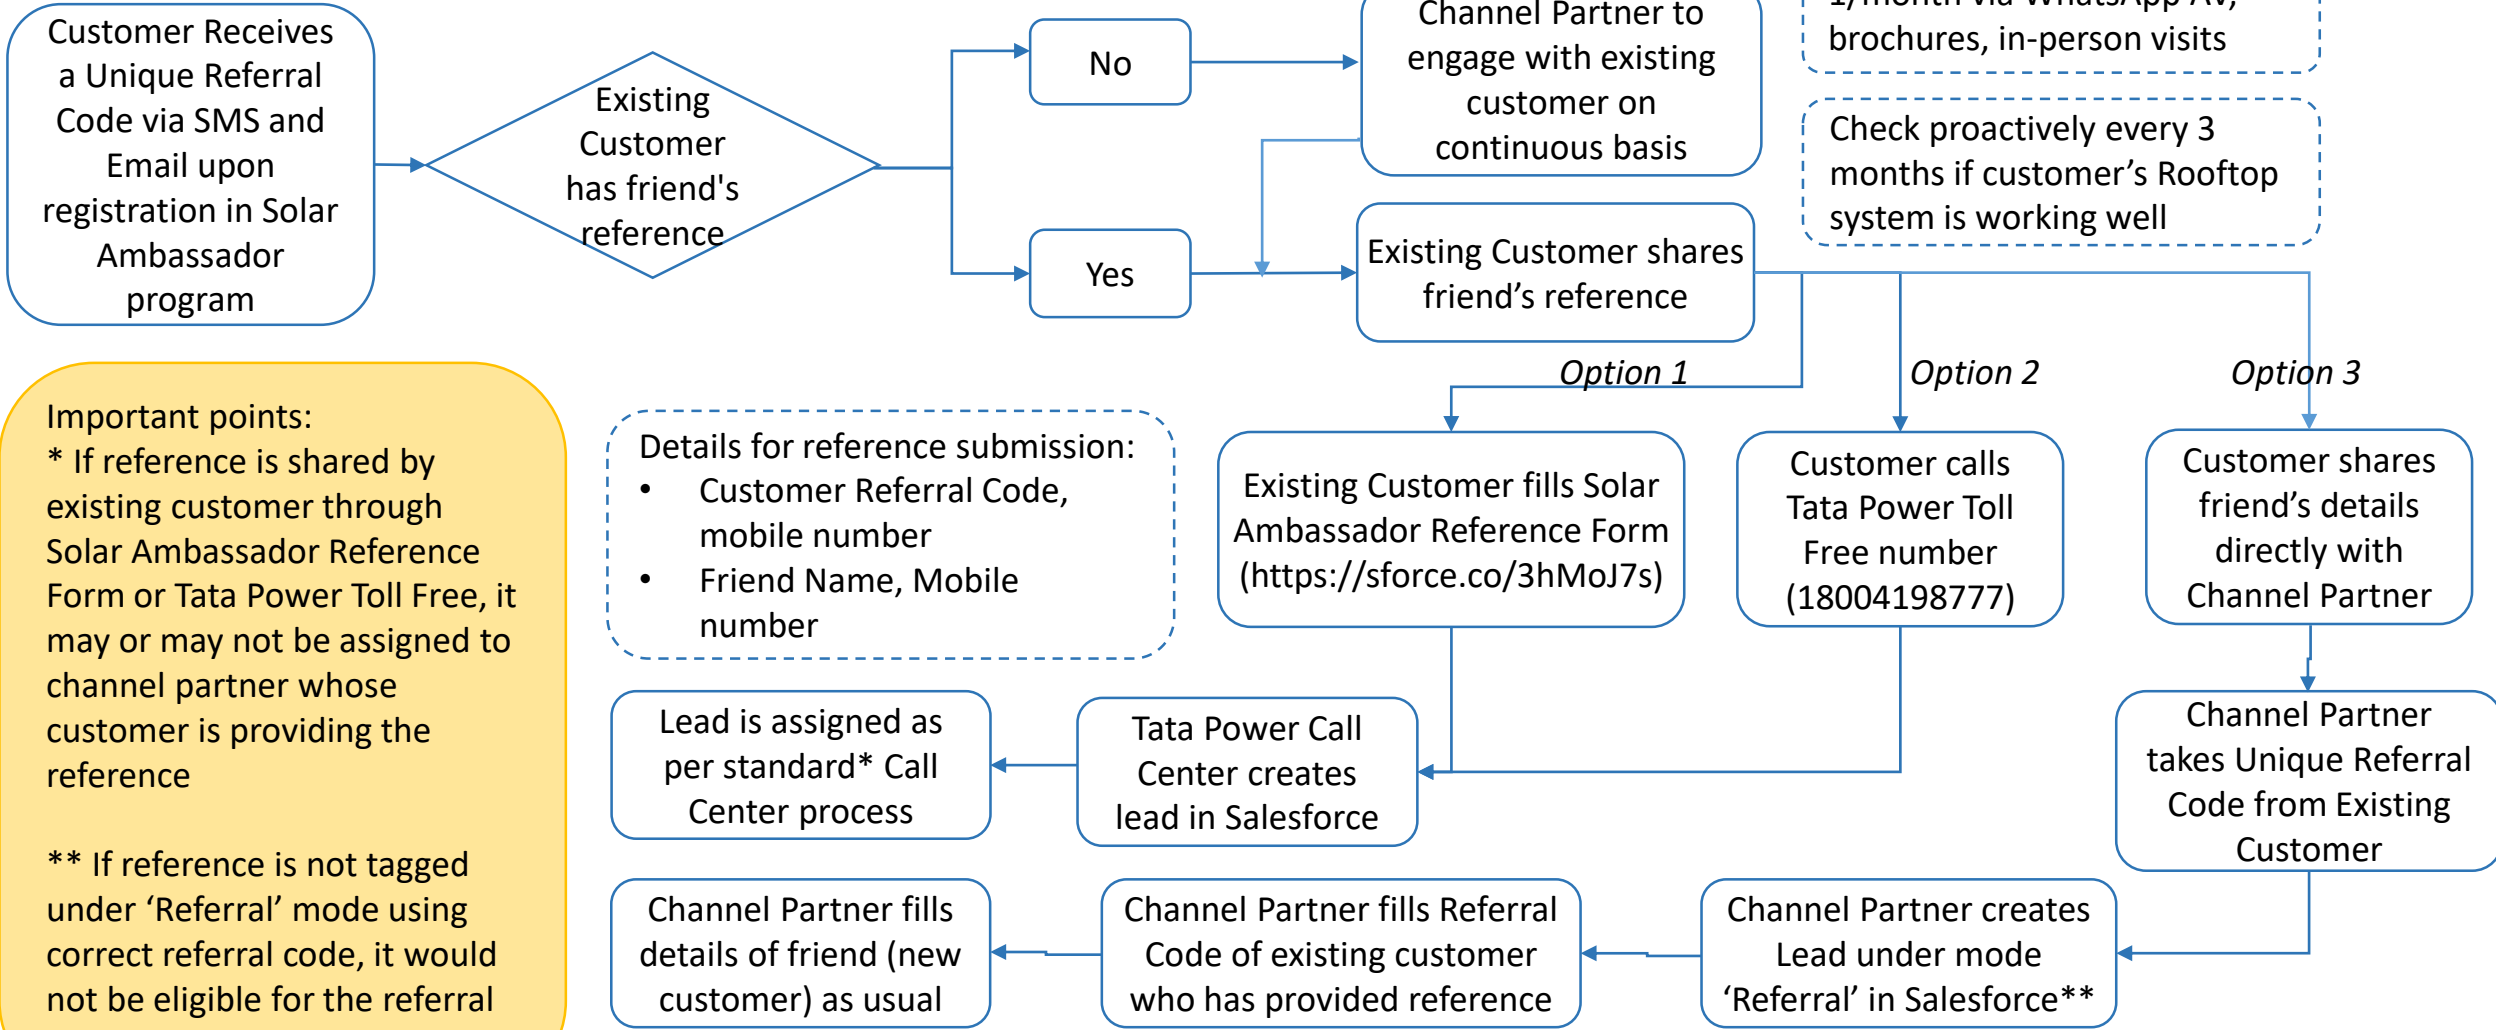 Customer Receives
a Unique Referral
Code via SMS and
Email upon
registration in Solar
Ambassador
program
Existing
Customer
has friend's
reference
No
Yes
Channel Partner to
engage with existing
customer on
continuous basis
1/month via WhatsApp AV,
brochures, in-person visits
Check proactively every 3
months if customer’s Rooftop
system is working well
Existing Customer shares
friend’s reference
Option 1
Option 2
Option 3
Important points:
* If reference is shared by
existing customer through
Solar Ambassador Reference
Form or Tata Power Toll Free, it
may or may not be assigned to
channel partner whose
customer is providing the
reference
** If reference is not tagged
under ‘Referral’ mode using
correct referral code, it would
not be eligible for the referral
Details for reference submission:
• Customer Referral Code,
mobile number
• Friend Name, Mobile
number
Existing Customer fills Solar
Ambassador Reference Form
(https://sforce.co/3hMoJ7s)
Customer calls
Tata Power Toll
Free number
(18004198777)
Customer shares
friend’s details
directly with
Channel Partner
Lead is assigned as
per standard* Call
Center process
Tata Power Call
Center creates
lead in Salesforce
Channel Partner
takes Unique Referral
Code from Existing
Customer
Channel Partner fills
details of friend (new
customer) as usual
Channel Partner fills Referral
Code of existing customer
who has provided reference
Channel Partner creates
Lead under mode
‘Referral’ in Salesforce**